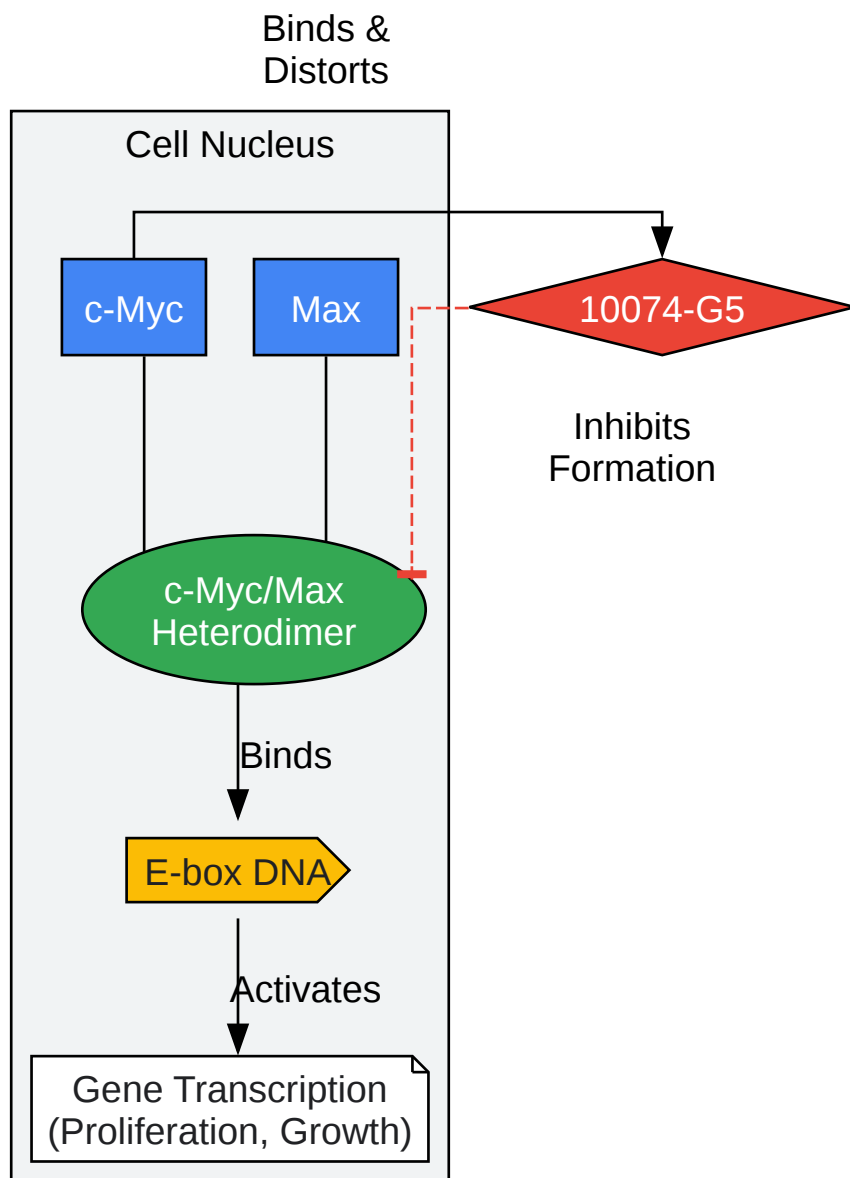 Binds &
Distorts
Cell Nucleus
c-Myc
Max
10074-G5
Inhibits
Formation
c-Myc/Max
Heterodimer
Binds
E-box DNA
Activates
Gene Transcription
(Proliferation, Growth)